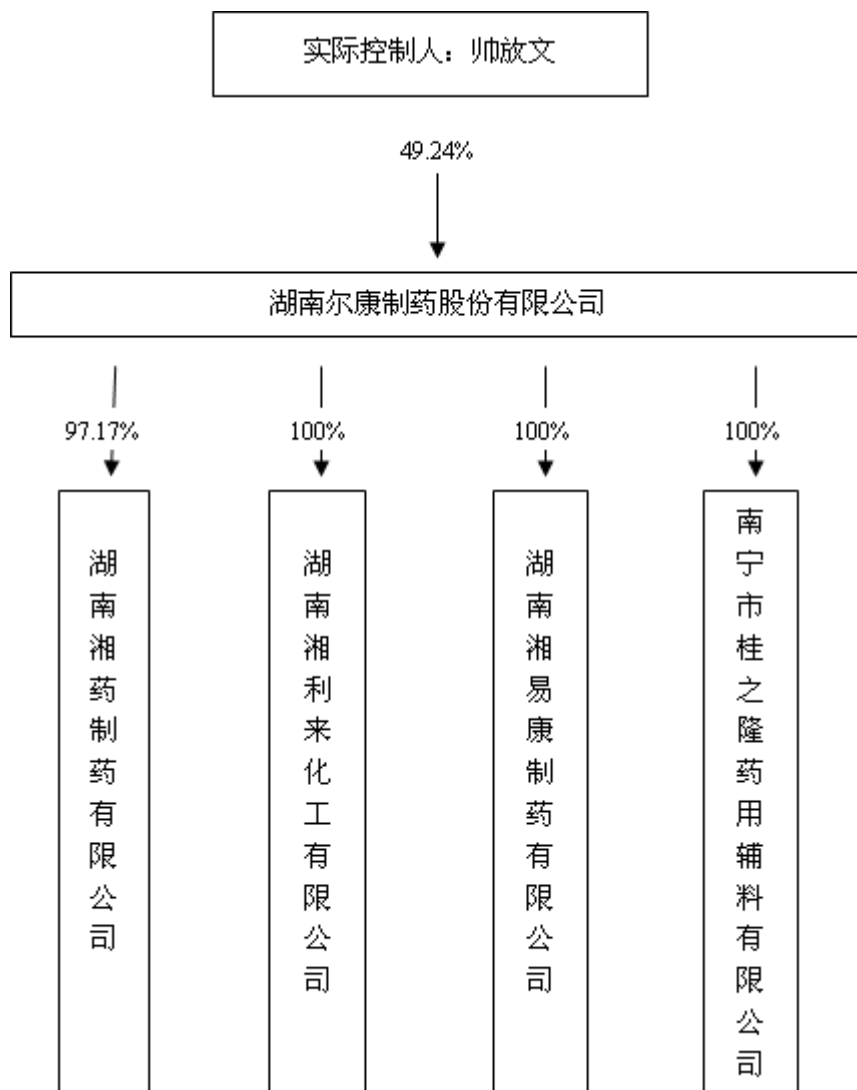 实际控制人：帅放文
49.24%
湖南尔康制药股份有限公司
97.17%
100%
100%
100%
湖南湘药制药有限公司
湖南湘利来化工有限公司
湖南湘易康制药有限公司
南宁市桂之隆药用辅料有限公司